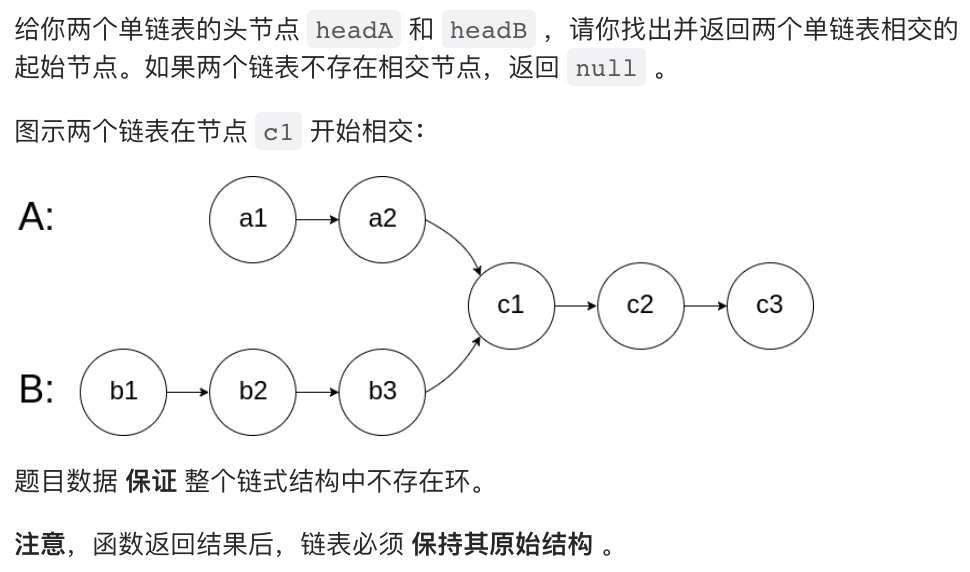 给你两个单链表的头节点 headA 和 headB ，请你找出并返回两个单链表相交的
起始节点。如果两个链表不存在相交节点，返回 null 。
图示两个链表在节点 c1 开始相交：
A:
a1
a2
c1
c2
c3
B:
b1
b2
b3
题目数据 保证 整个链式结构中不存在环。
注意，函数返回结果后，链表必须 保持其原始结构 。